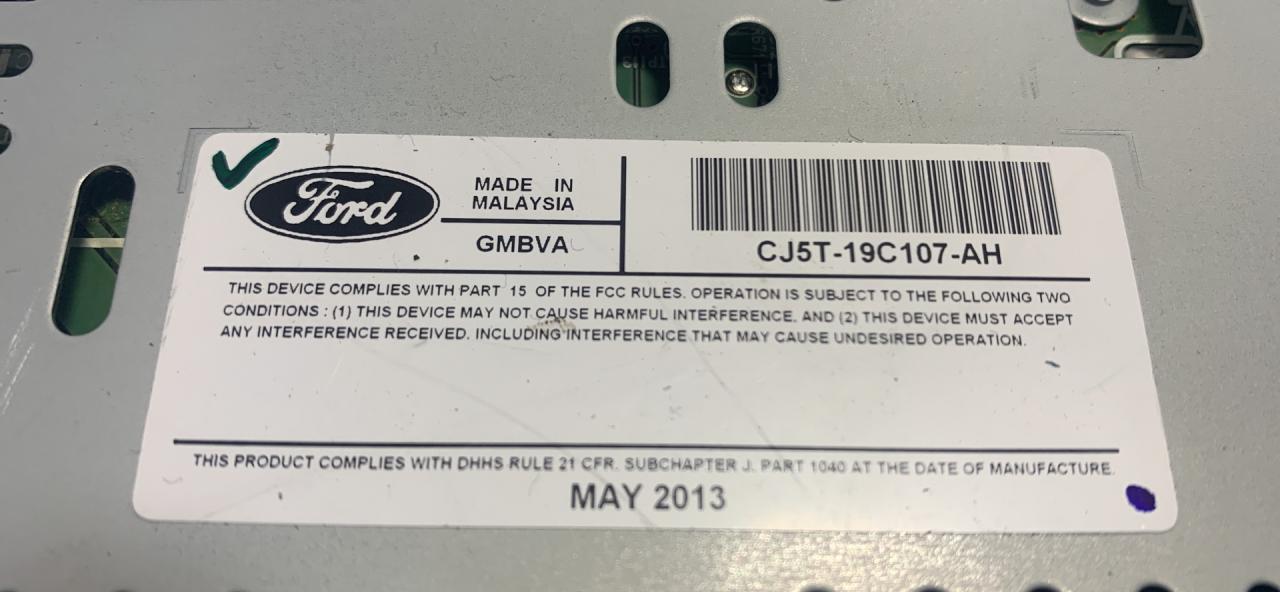 Ford
MADE IN
MALAYSIA
GMBVA
CJ5T-19C107-AH
THIS DEVICE COMPLIES WITH PART 15 OF THE FCC RULES. OPERATION IS SUBJECT TO THE FOLLOWING TWO
CONDITIONS : (1) THIS DEVICE MAY NOT CAUSE HARMFUL INTERFERENCE. AND (2) THIS DEVICE MUST ACCEPT
ANY INTERFERENCE RECEIVED. INCLUDING INTERFERENCE THAT MAY CAUSE UNDESIRED OPERATION.
THIS PRODUCT COMPLIES WITH DHHS RULE 21 CFR. SUBCHAPTER J. PART 1040 AT THE DATE OF MANUFACTURE.
MAY 2013